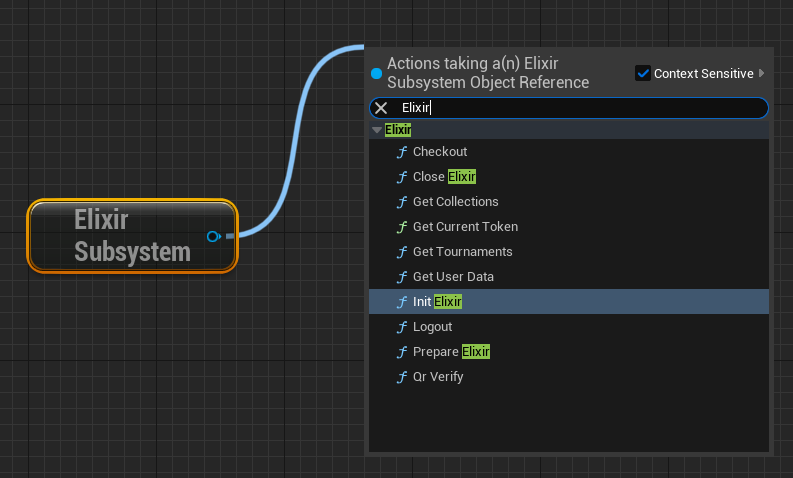 Elixir
Subsystem
Actions taking a(n) Elixir
Subsystem Object Reference
Context Sensitive
Elixir
Elixir
Checkout
Close Elixir
Get Collections
Get Current Token
Get Tournaments
Get User Data
Init Elixir
Logout
Prepare Elixir
Qr Verify